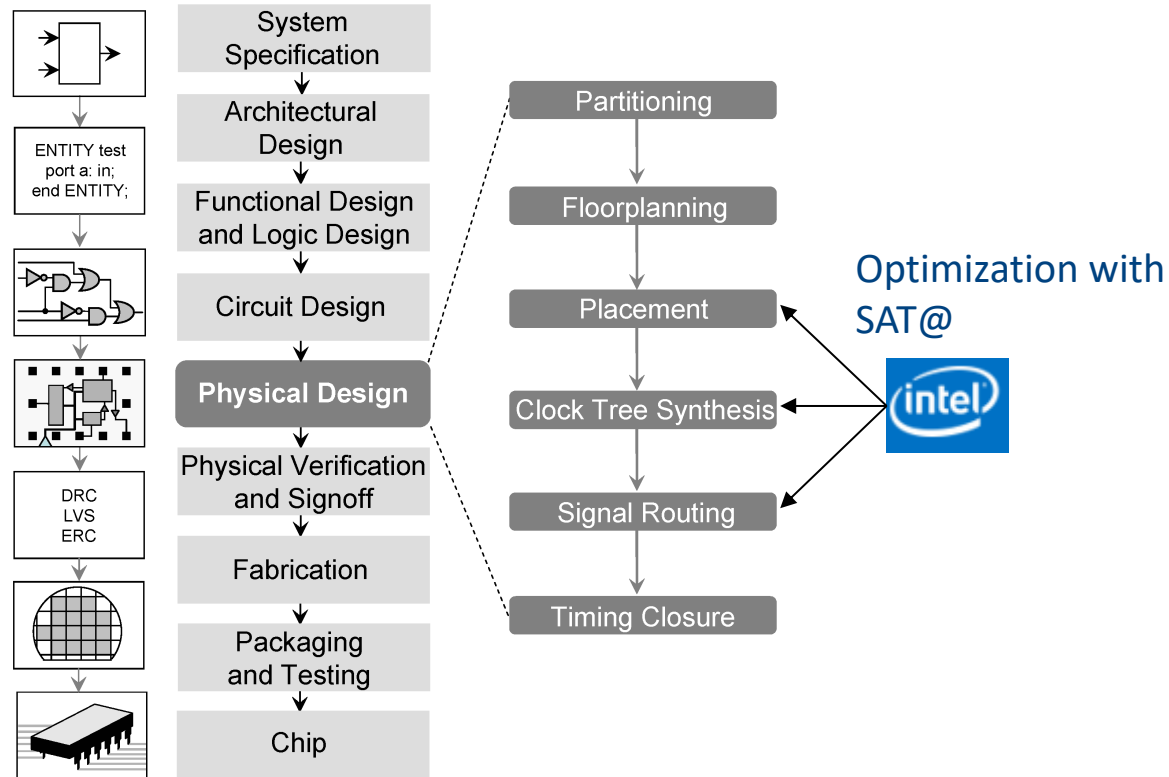 ENTITY test
port a: in;
end ENTITY;
DRC
LVS
ERC
System
Specification
Architectural
Design
Functional Design
and Logic Design
Circuit Design
Physical Design
Physical Verification
and Signoff
Fabrication
Packaging
and Testing
Chip
Partitioning
Floorplanning
Placement
Clock Tree Synthesis
Signal Routing
Timing Closure
Optimization with
SAT@
intel